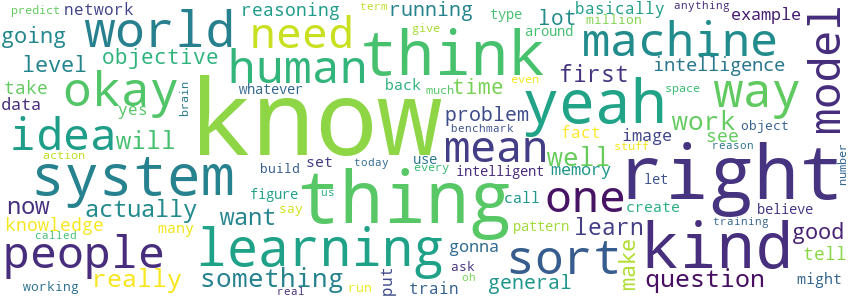 predict network reasoning term running type lot basically million anything example
going world need give around machine model
level objective human think first intelligence
data take okay yes brain whatever back much time even space
idea will know problem benchmark yeah way work see
action system build set today use mean fact image object reason number
now actually figure us every intelligent well memory stuff let right
knowledge many want say thing call one create believe training
called people learning gonna pattern learn kind good tell
working really something put ask oh sort make question might
real run train general